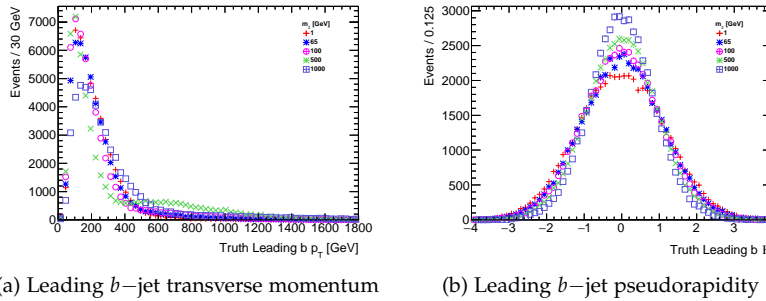 Events / 30 GeV
7000
6000
5000
4000
3000
2000
1000
0
0 200 400 600 800 1000 1200 1400 1600 1800
Truth Leading b p_T [GeV]
[GeV]
1
65
100
500
1000
(a) Leading b−jet transverse momentum
Events / 0.125
3000
2500
2000
1500
1000
500
0
−4 −3 −2 −1 0 1 2 3
Truth Leading b
[GeV]
1
65
100
500
1000
(b) Leading b−jet pseudorapidity